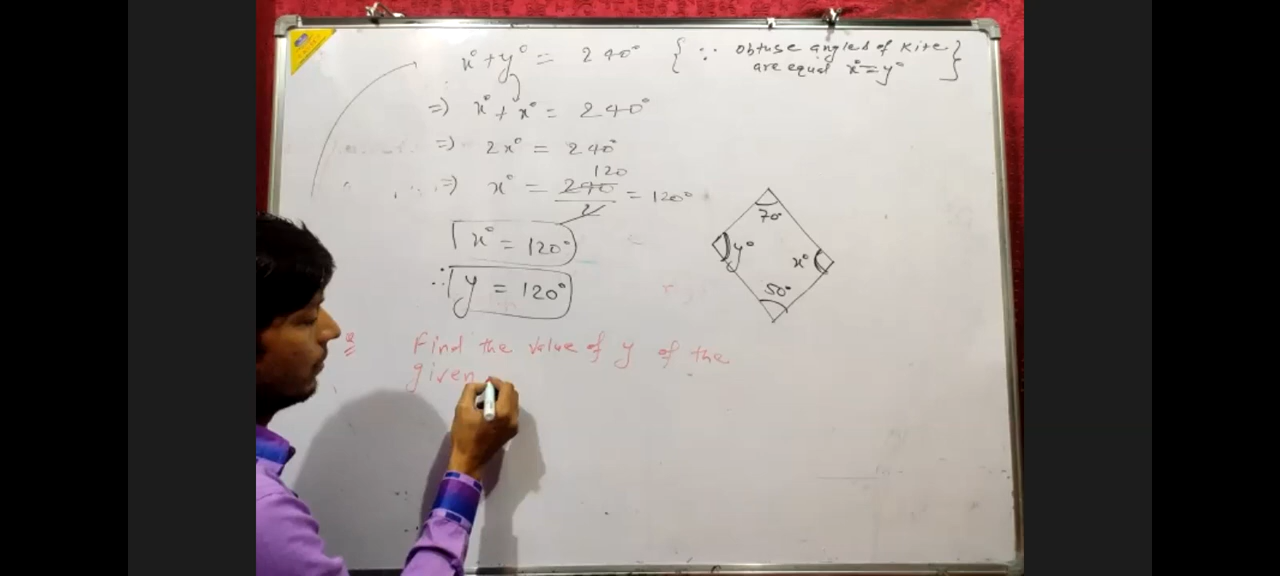 x° + y° = 240° { ∵ obtuse angles of kite
are equal x° = y° }
=) x° + x° = 240°
=) 2x° = 240°
=) x° = 240/2 = 120°
120
x° = 120°
∴ y = 120°
70°
y°
x°
50°
Q
Find the value of y of the
given